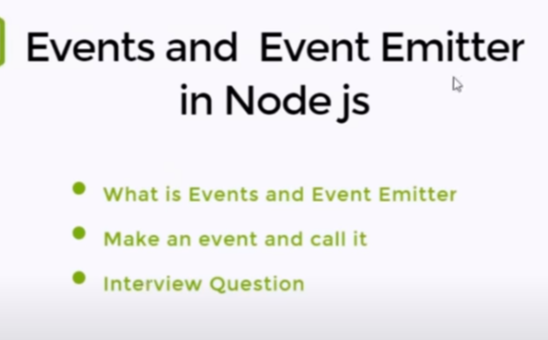 Events and Event Emitter
in Node js
What is Events and Event Emitter
Make an event and call it
Interview Question